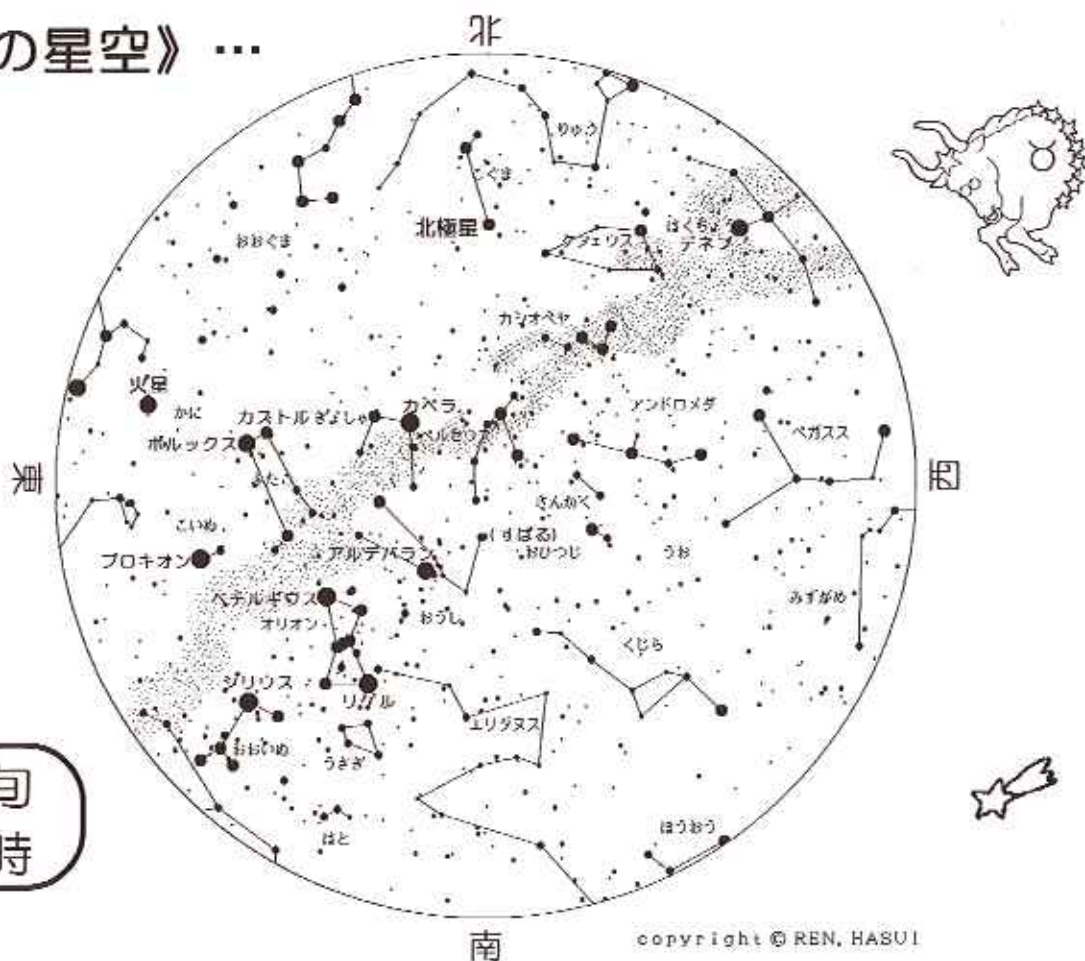 の星空》…
北
りゅう
こぐま
北極星
はくちょう
デネブ
ケフェウス
おおぐま
カシオペヤ
火星
かに
カストル
ぎょしゃ
カペラ
ペルセウス
アンドロメダ
ペガスス
ポルックス
ふたご
東
西
さんかく
(すばる)
おひつじ
うお
こいぬ
プロキオン
アルデバラン
ベテルギウス
オリオン
おうし
みずがめ
くじら
シリウス
リゲル
エリダヌス
おおいぬ
うさぎ
旬
時
はと
ほうおう
南
copyright © REN. HASUI